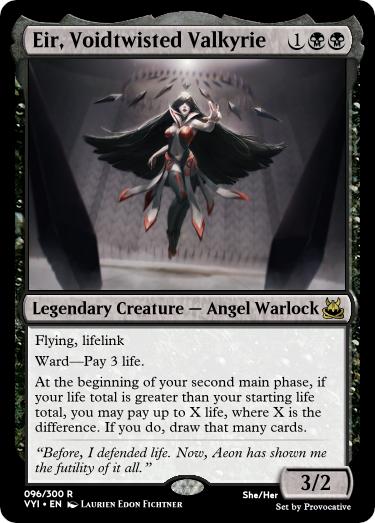 Eir, Voidtwisted Valkyrie 1
Legendary Creature — Angel Warlock
Flying, lifelink
Ward—Pay 3 life.
At the beginning of your second main phase, if
your life total is greater than your starting life
total, you may pay up to X life, where X is the
difference. If you do, draw that many cards.
“Before, I defended life. Now, Aeon has shown me
the futility of it all.”
3/2
096/300 R
VYI • EN Laurien Edon Fichtner
She/Her
Set by Provocative